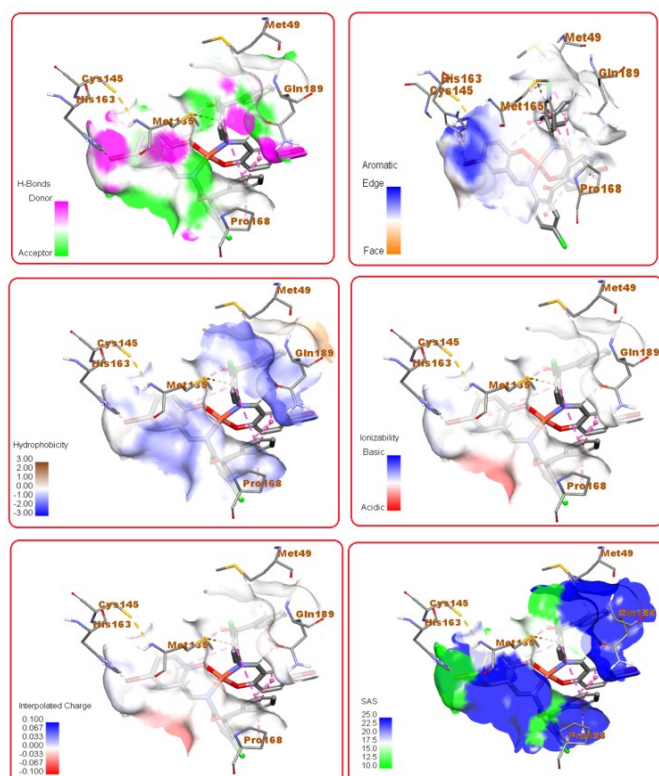 Met49
Cys145
His163
Gln189
Met165
H-Bonds
Donor
Acceptor
Pro168
Met49
His163
Cys145
Gln189
Met165
Aromatic
Edge
Face
Pro168
Met49
Cys145
His163
Gln189
Met165
Hydrophobicity
3.00
2.00
1.00
0.00
-1.00
-2.00
-3.00
Pro168
Met49
Cys145
His163
Gln189
Met165
Ionizability
Basic
Acidic
Pro168
Met49
Cys145
His163
Gln189
Met165
Interpolated Charge
0.100
0.067
0.033
0.000
-0.033
-0.067
-0.100
Pro168
Met49
Cys145
His163
Gln189
Met165
SAS
25.0
22.5
20.0
17.5
15.0
12.5
10.0
Pro168